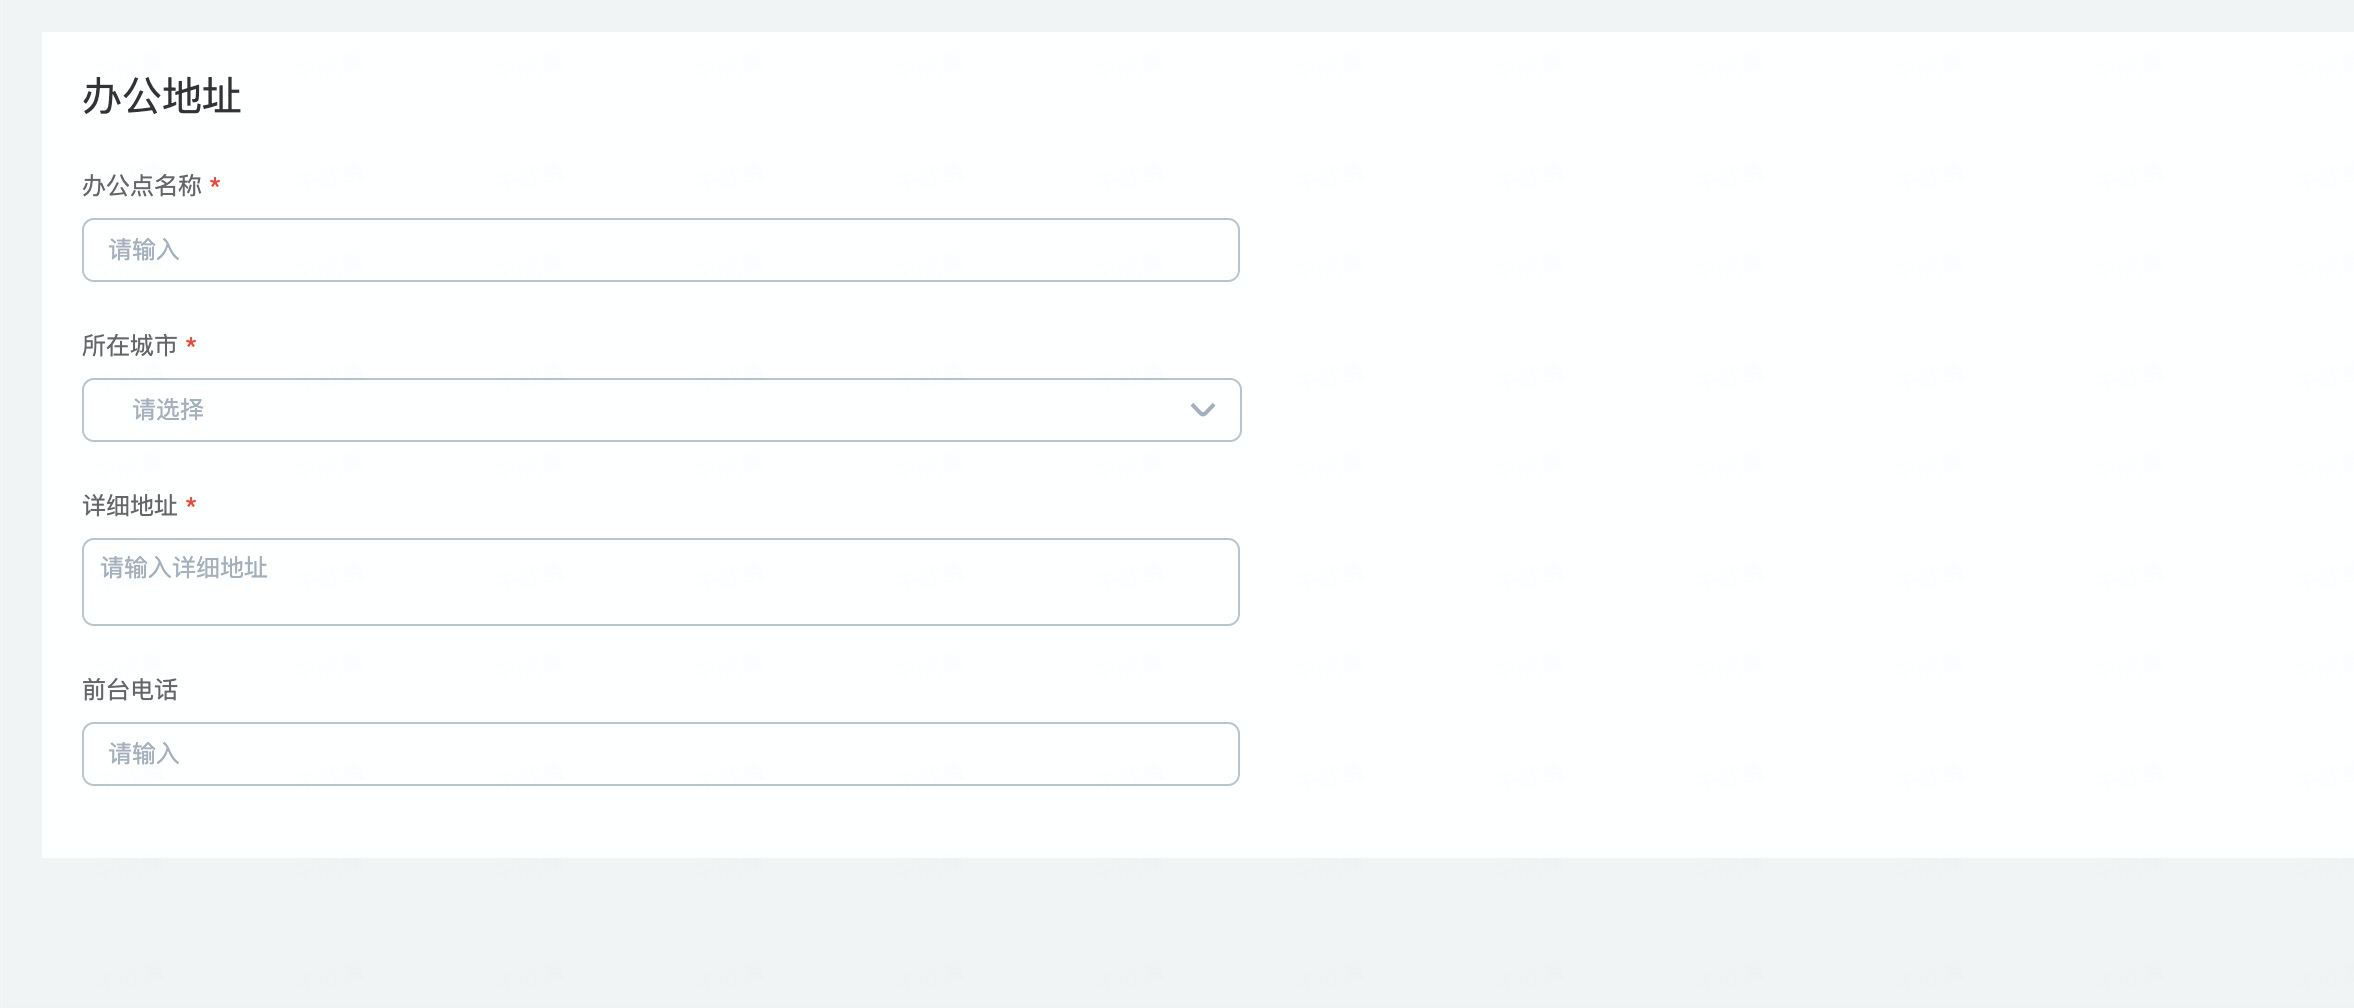 办公地址
办公点名称 *
请输入
所在城市 *
请选择
详细地址 *
请输入详细地址
前台电话
请输入